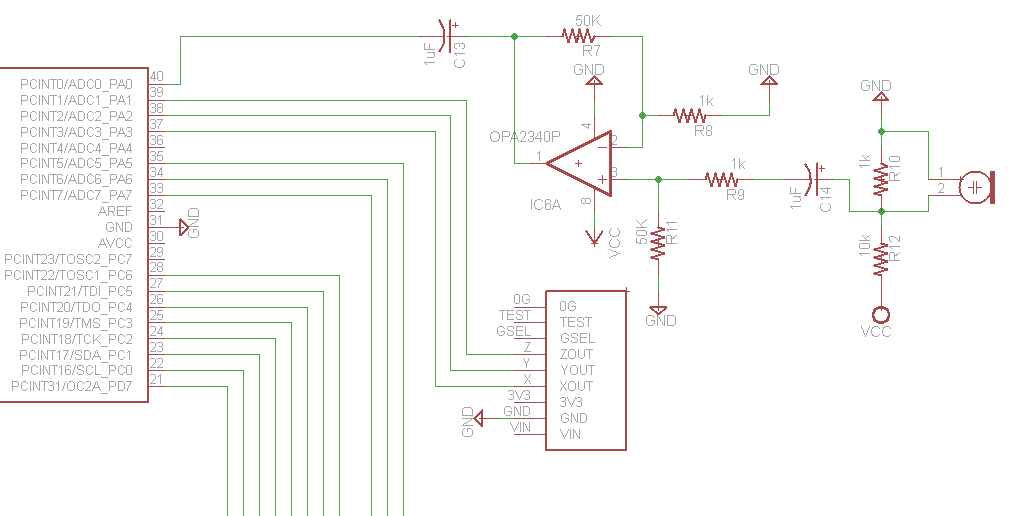 50K
R7
1uF
C13
GND
GND
GND
PCINT0/ADC0_PA0
40
PCINT1/ADC1_PA1
39
PCINT2/ADC2_PA2
38
PCINT3/ADC3_PA3
37
PCINT4/ADC4_PA4
36
PCINT5/ADC5_PA5
35
PCINT6/ADC6_PA6
34
PCINT7/ADC7_PA7
33
AREF
32
GND
31
GND
AVCC
30
PCINT23/TOSC2_PC7
29
PCINT22/TOSC1_PC6
28
PCINT21/TDI_PC5
27
PCINT20/TDO_PC4
26
PCINT19/TMS_PC3
25
PCINT18/TCK_PC2
24
PCINT17/SDA_PC1
23
PCINT16/SCL_PC0
22
PCINT31/OC2A_PD7
21
1k
R8
OPA2340P
4
2
1
3
8
IC6A
VCC
1k
R9
1uF
C14
50K
R11
GND
1k
R10
1
2
10k
R12
VCC
0G
0G
TEST
TEST
GSEL
GSEL
Z
ZOUT
Y
YOUT
X
XOUT
3V3
3V3
GND
GND
GND
VIN
VIN